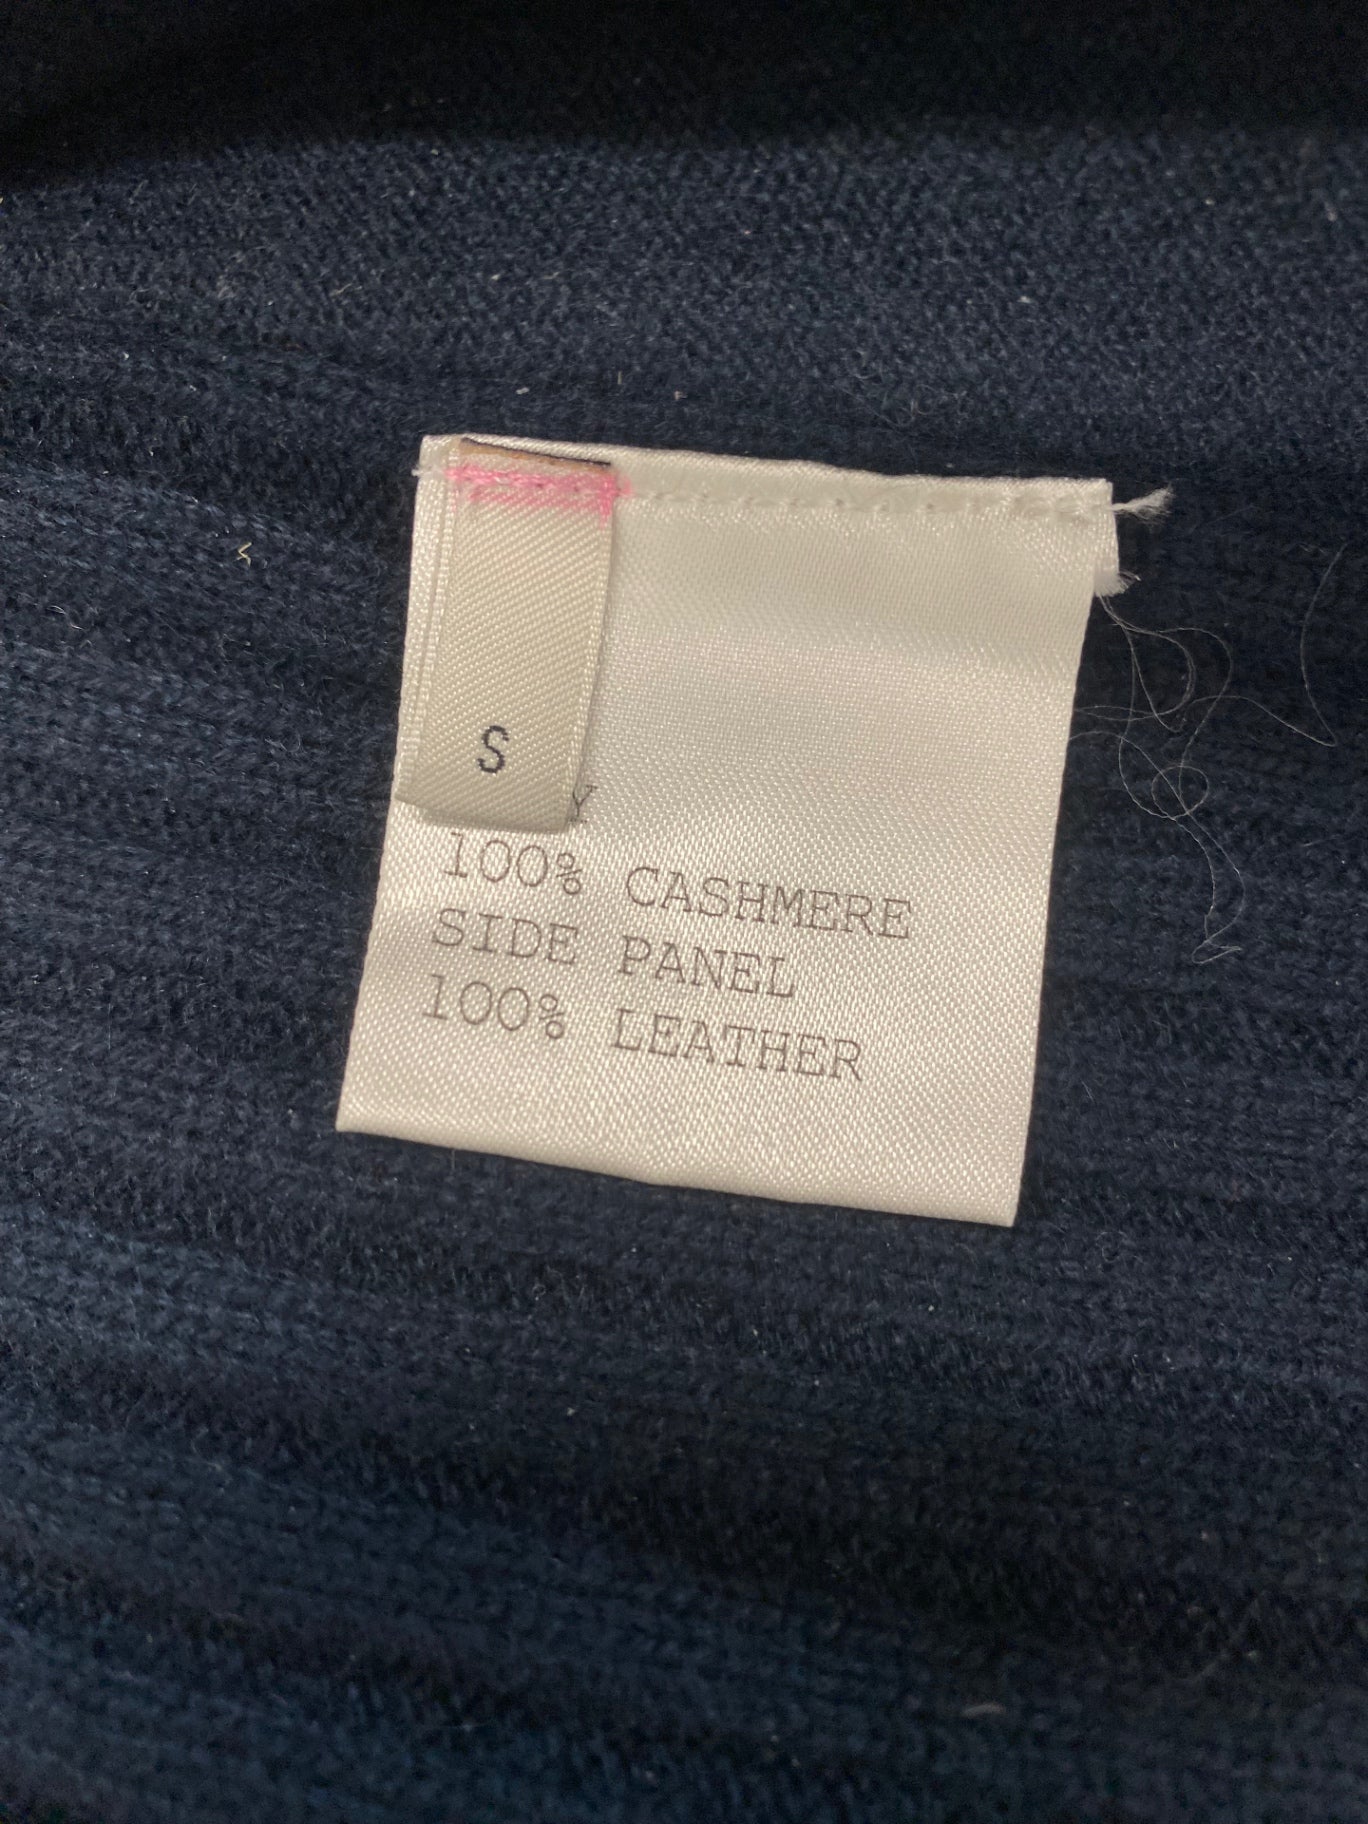 S
100% CASHMERE
SIDE PANEL
100% LEATHER